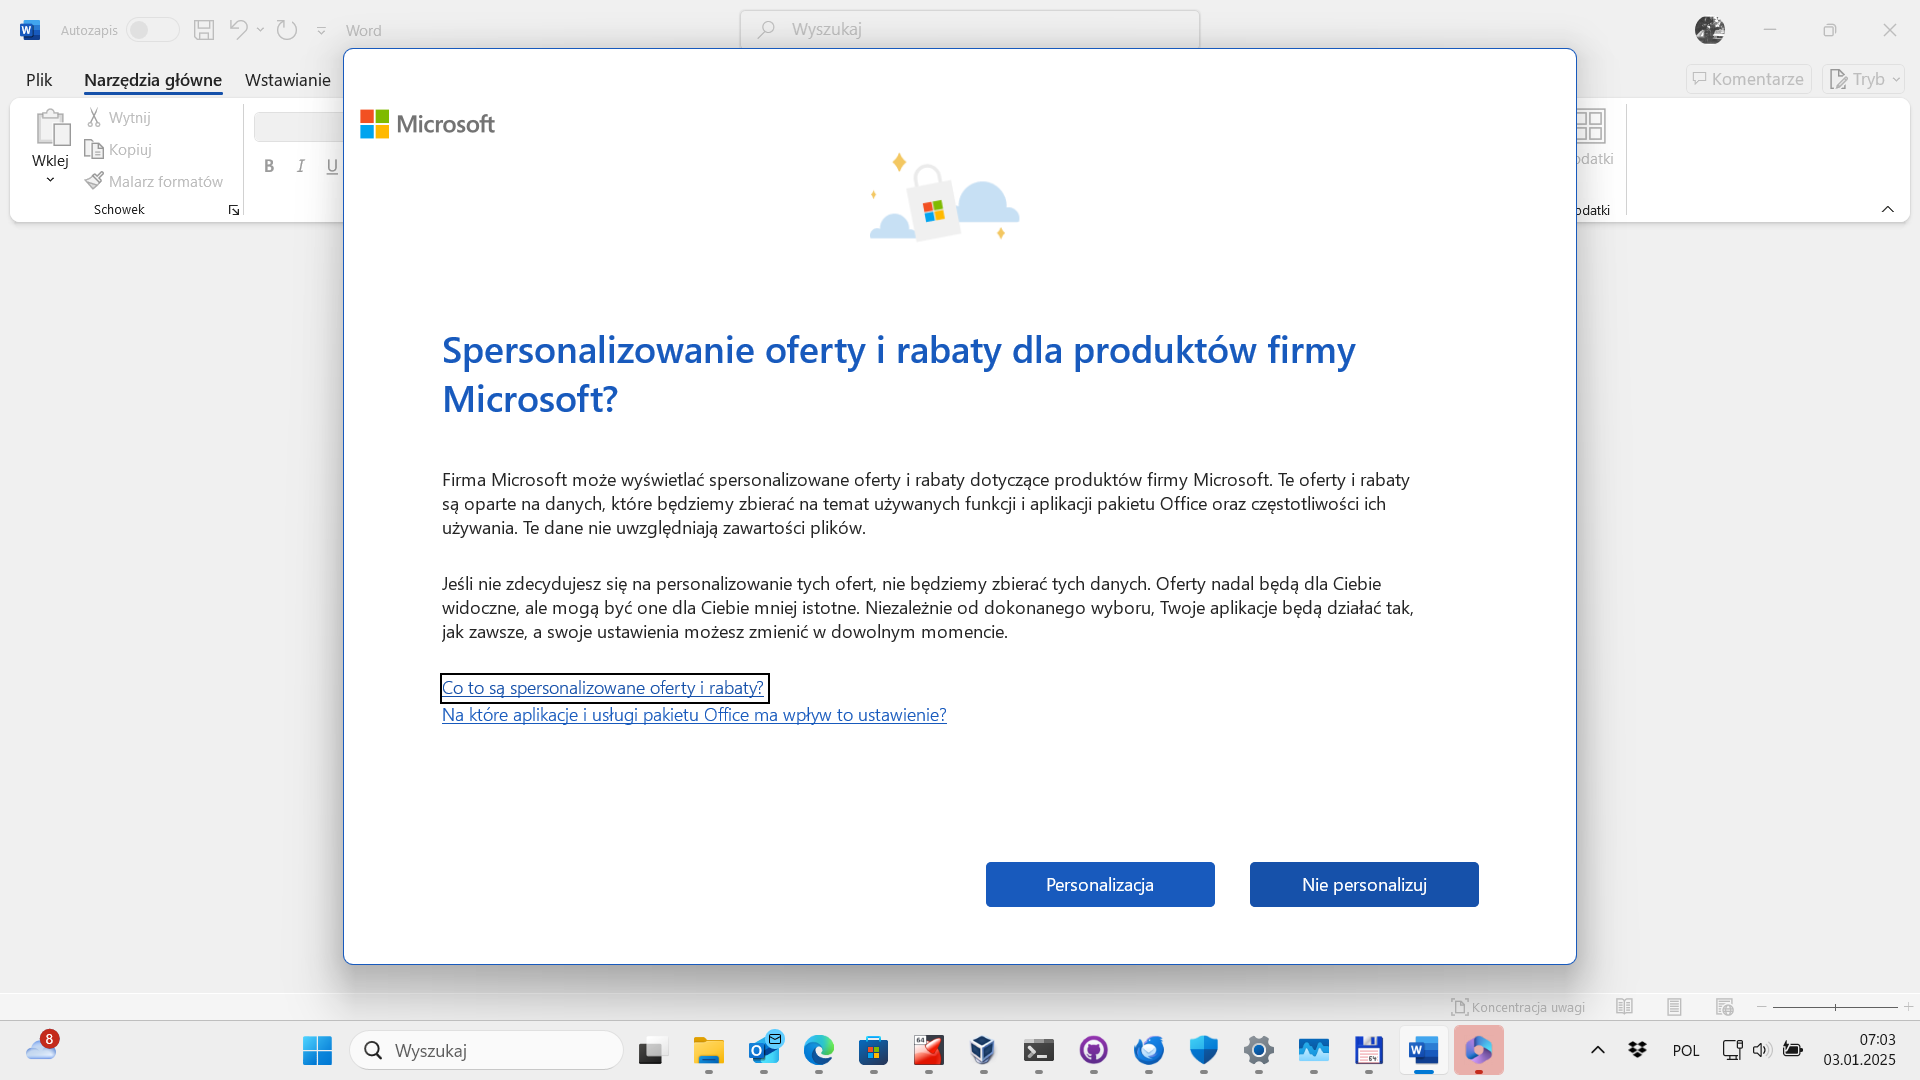 Autozapis
Word
Wyszukaj
Plik
Narzędzia główne
Wstawianie
Komentarze
Tryb
Wklej
Wytnij
Kopiuj
Malarz formatów
Schowek
B I U
odatki
odatki
Microsoft
Spersonalizowanie oferty i rabaty dla produktów firmy
Microsoft?
Firma Microsoft może wyświetlać spersonalizowane oferty i rabaty dotyczące produktów firmy Microsoft. Te oferty i rabaty
są oparte na danych, które będziemy zbierać na temat używanych funkcji i aplikacji pakietu Office oraz częstotliwości ich
używania. Te dane nie uwzględniają zawartości plików.
Jeśli nie zdecydujesz się na personalizowanie tych ofert, nie będziemy zbierać tych danych. Oferty nadal będą dla Ciebie
widoczne, ale mogą być one dla Ciebie mniej istotne. Niezależnie od dokonanego wyboru, Twoje aplikacje będą działać tak,
jak zawsze, a swoje ustawienia możesz zmienić w dowolnym momencie.
Co to są spersonalizowane oferty i rabaty?
Na które aplikacje i usługi pakietu Office ma wpływ to ustawienie?
Personalizacja
Nie personalizuj
Koncentracja uwagi
8
Wyszukaj
64
64
POL
07:03
03.01.2025